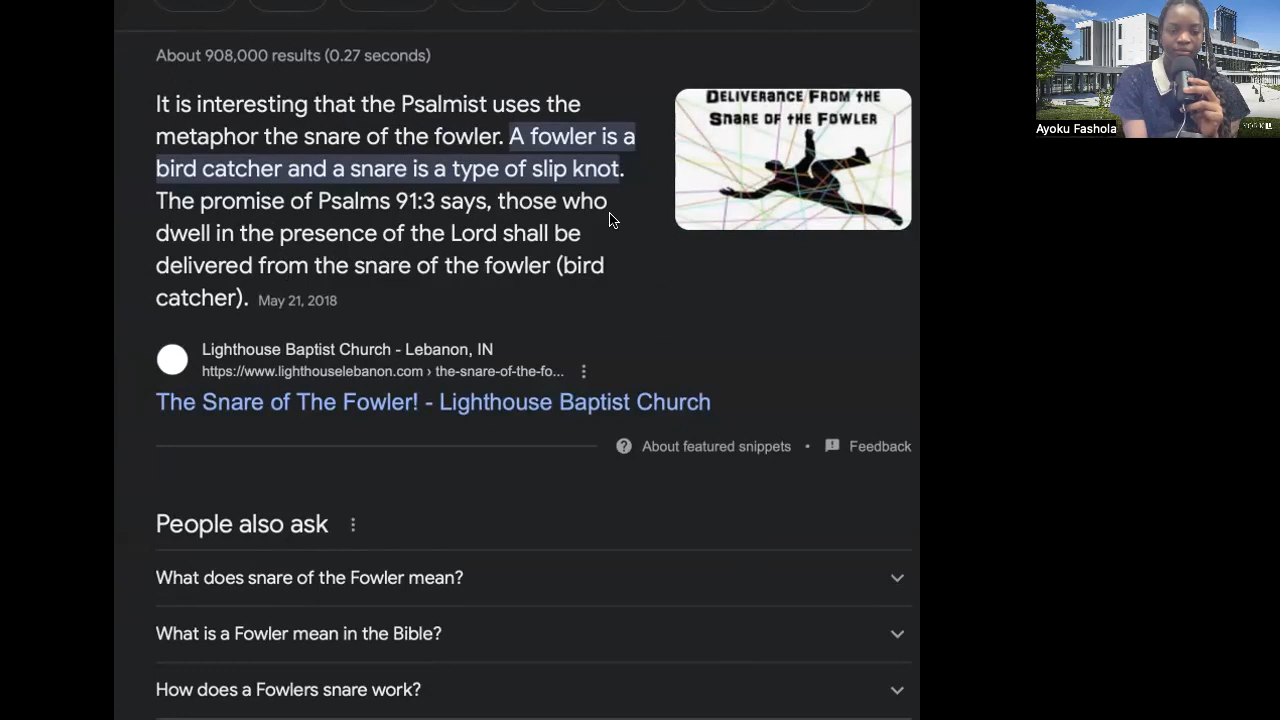 About 908,000 results (0.27 seconds)
It is interesting that the Psalmist uses the
metaphor the snare of the fowler. A fowler is a
bird catcher and a snare is a type of slip knot.
The promise of Psalms 91:3 says, those who
dwell in the presence of the Lord shall be
delivered from the snare of the fowler (bird
catcher). May 21, 2018
DELIVERANCE FROM THE
SNARE OF THE FOWLER
Lighthouse Baptist Church - Lebanon, IN
https://www.lighthouselebanon.com › the-snare-of-the-fo...
The Snare of The Fowler! - Lighthouse Baptist Church
About featured snippets • Feedback
People also ask
What does snare of the Fowler mean?
What is a Fowler mean in the Bible?
How does a Fowlers snare work?
Ayoku Fashola